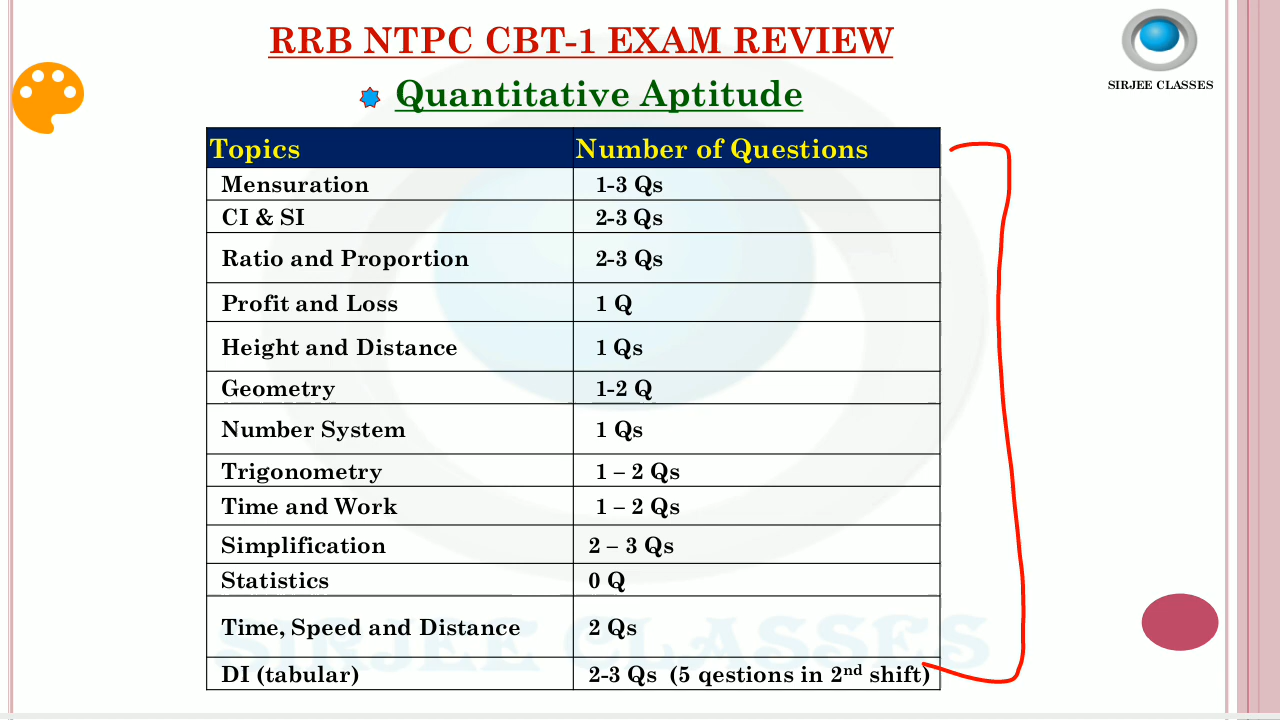 RRB NTPC CBT-1 EXAM REVIEW
SIRJEE CLASSES
Quantitative Aptitude
Topics Number of Questions
Mensuration 1-3 Qs
CI & SI 2-3 Qs
Ratio and Proportion 2-3 Qs
Profit and Loss 1 Q
Height and Distance 1 Qs
Geometry 1-2 Q
Number System 1 Qs
Trigonometry 1 – 2 Qs
Time and Work 1 – 2 Qs
Simplification 2 – 3 Qs
Statistics 0 Q
Time, Speed and Distance 2 Qs
SIRJEE CLASSES
DI (tabular) 2-3 Qs (5 qestions in 2nd shift)